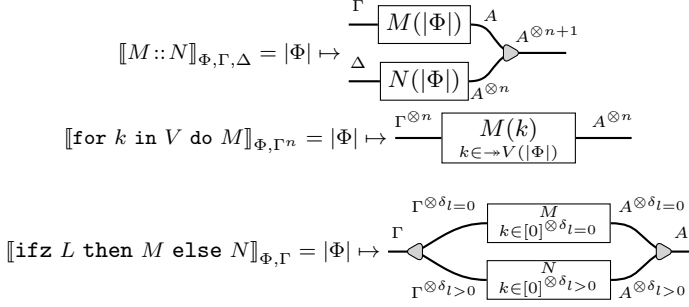 Γ A
M(|Φ|)
⟦M::N⟧_{Φ,Γ,Δ} = |Φ| ↦ A^{⊗n+1}
Δ
N(|Φ|)
A^{⊗n}
Γ^{⊗n} A^{⊗n}
⟦for k in V do M⟧_{Φ,Γ^n} = |Φ| ↦ M(k)
k∈↠V(|Φ|)
Γ^{⊗δ_{l=0}} M A^{⊗δ_{l=0}}
k∈[0]^{⊗δ_{l=0}}
⟦ifz L then M else N⟧_{Φ,Γ} = |Φ| ↦ Γ A
N
k∈[0]^{⊗δ_{l>0}}
Γ^{⊗δ_{l>0}} A^{⊗δ_{l>0}}